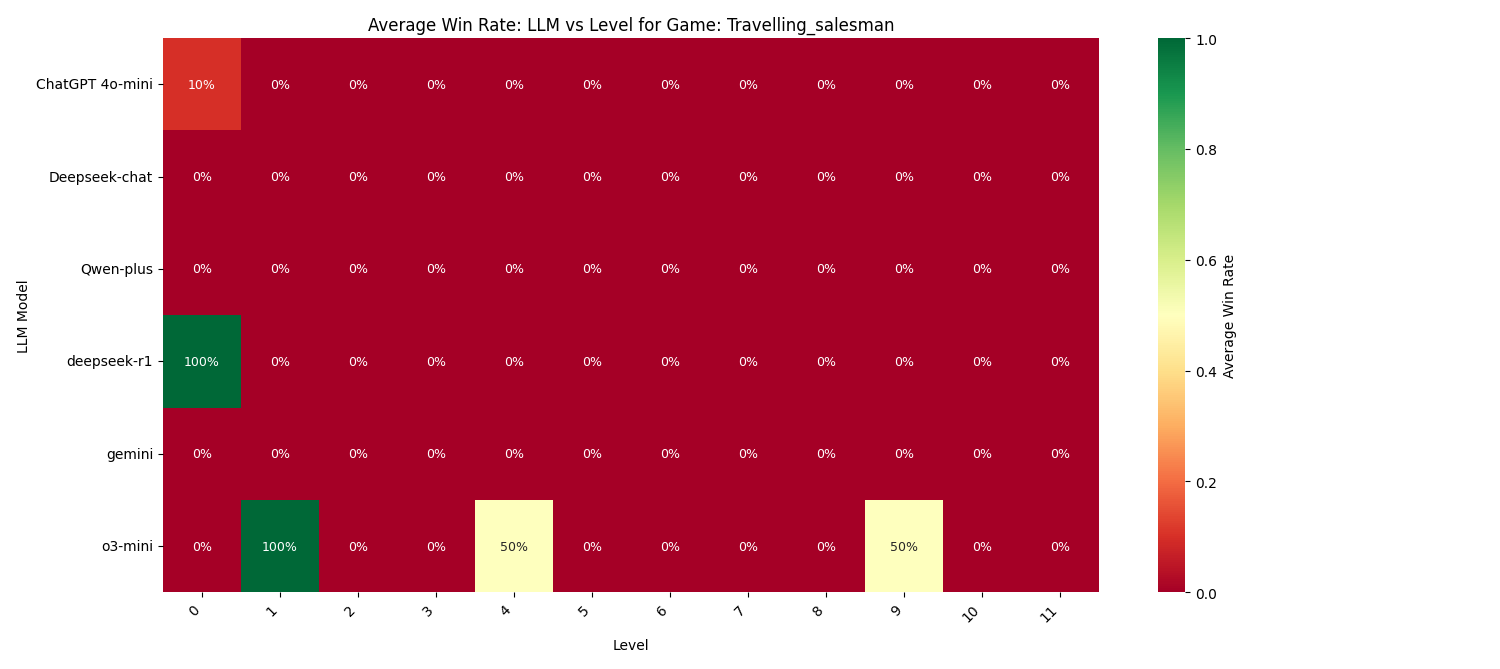 Average Win Rate: LLM vs Level for Game: Travelling_salesman
LLM Model
ChatGPT 4o-mini 10% 0% 0% 0% 0% 0% 0% 0% 0% 0% 0% 0%
Deepseek-chat 0% 0% 0% 0% 0% 0% 0% 0% 0% 0% 0% 0%
Qwen-plus 0% 0% 0% 0% 0% 0% 0% 0% 0% 0% 0% 0%
deepseek-r1 100% 0% 0% 0% 0% 0% 0% 0% 0% 0% 0% 0%
gemini 0% 0% 0% 0% 0% 0% 0% 0% 0% 0% 0% 0%
o3-mini 0% 100% 0% 0% 50% 0% 0% 0% 0% 50% 0% 0%
0 1 2 3 4 5 6 7 8 9 10 11
Level
1.0
0.8
0.6
0.4
0.2
0.0
Average Win Rate